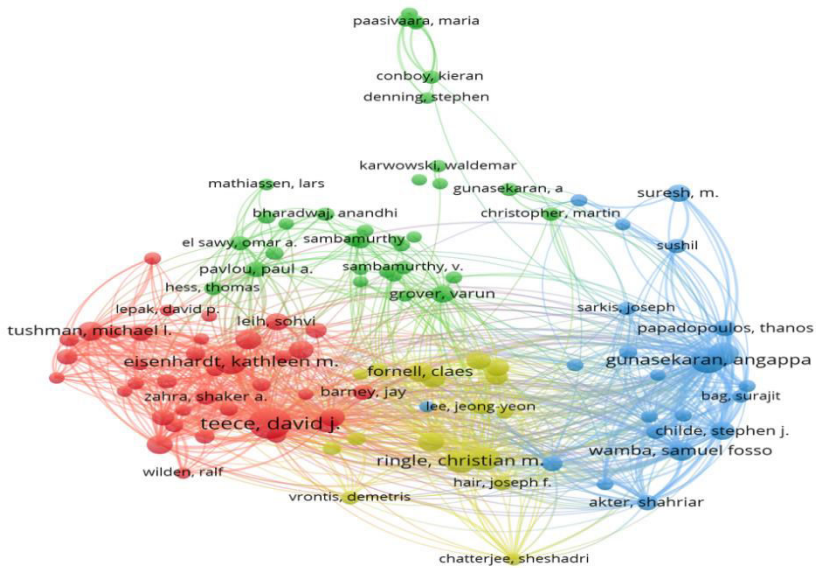 paasivaara, maria
conboy, kieran
denning, stephen
karwowski, waldemar
mathiassen, lars
gunasekaran, a
suresh, m.
bharadwaj, anandhi
christopher, martin
el sawy, omar a.
sambamurthy
sushil
pavlou, paul a.
sambamurthy, v.
hess, thomas
grover, varun
lepak, david p.
sarkis, joseph
tushman, michael l.
leih, sohvi
papadopoulos, thanos
eisenhardt, kathleen m.
fornell, claes
gunasekaran, angappa
zahra, shaker a.
barney, jay
bag, surajit
lee, jeong-yeon
teece, david j.
childe, stephen j.
ringle, christian m.
wamba, samuel fosso
wilden, ralf
hair, joseph f.
vrontis, demetris
akter, shahriar
chatterjee, sheshadri